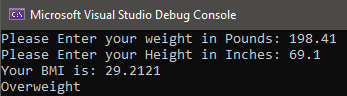 Microsoft Visual Studio Debug Console
Please Enter your weight in Pounds: 198.41
Please Enter your Height in Inches: 69.1
Your BMI is: 29.2121
Overweight